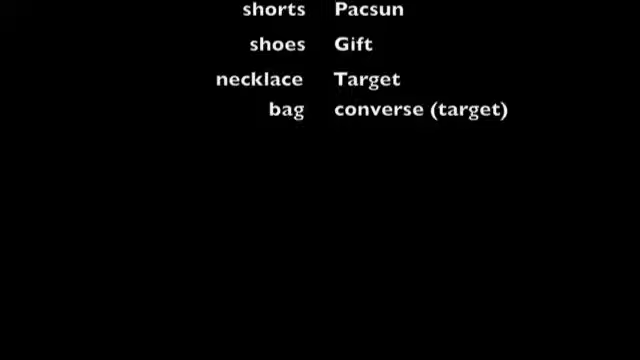 shorts Pacsun
shoes Gift
necklace Target
bag converse (target)